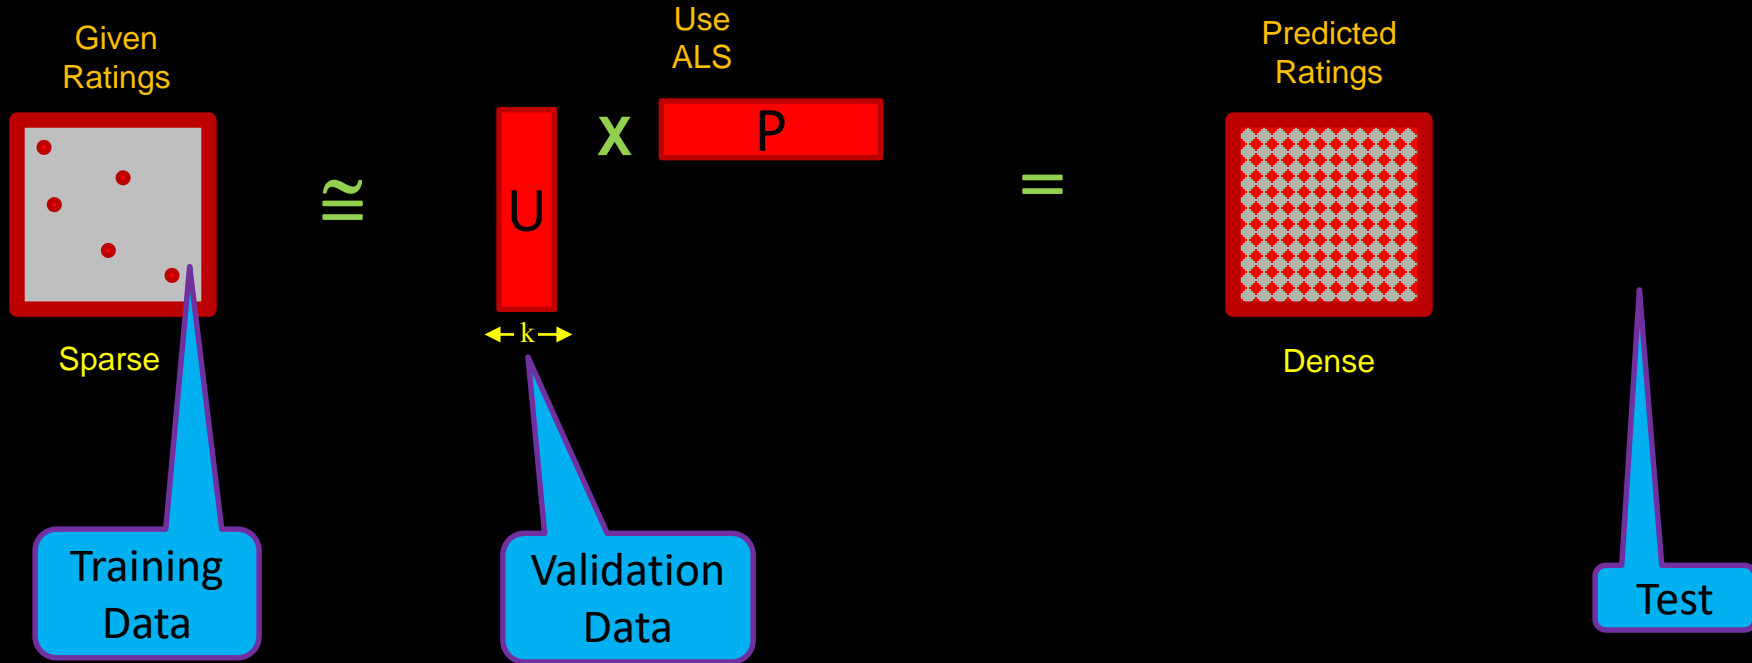 Given
Ratings
Use
ALS
Predicted
Ratings
≅
U
X
P
=
k
Sparse
Dense
Training
Data
Validation
Data
Test